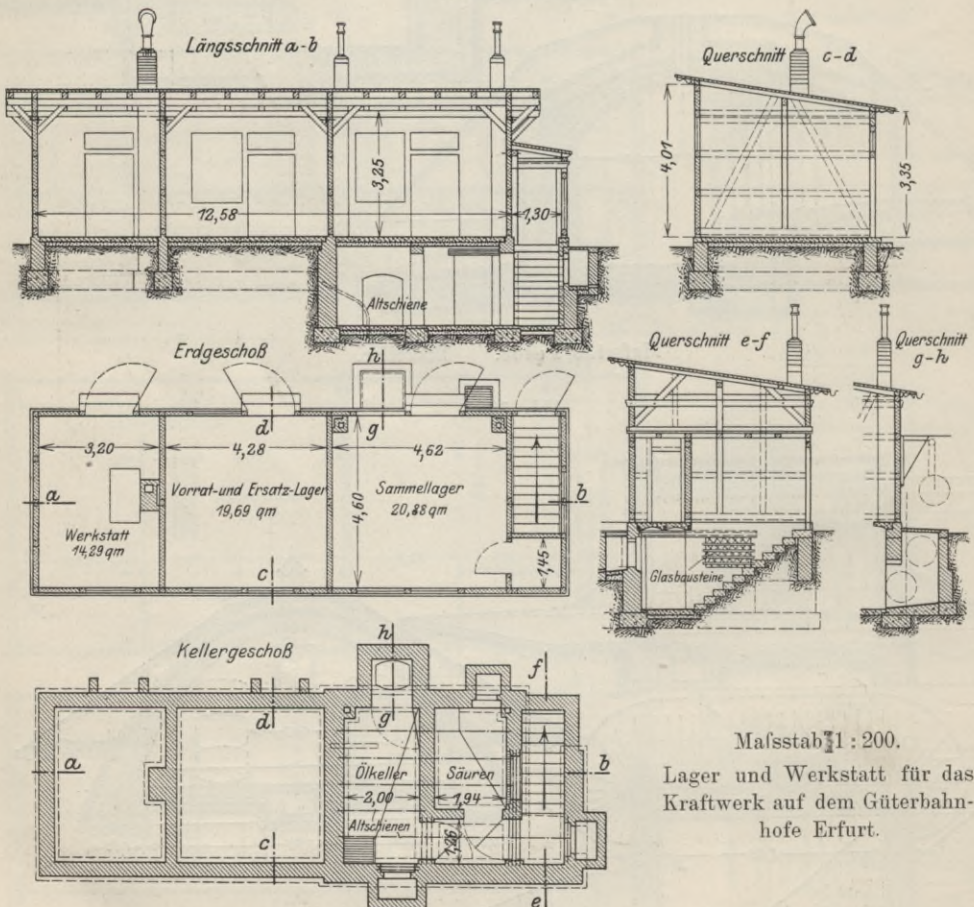 Längsschnitt a-b
12,58
3,25
1,30
Altschiene
Querschnitt c-d
4,01
3,35
Erdgeschoß
h
d
g
3,20
4,28
4,62
a
b
Vorrat-und Ersatz-Lager
19,69 qm
Sammellager
20,88 qm
4,60
Werkstatt
14,29 qm
1,45
c
Querschnitt e-f
Glasbausteine
Querschnitt
g-h
Kellergeschoß
h
f
d
g
a
b
Ölkeller
Säuren
2,00
1,94
Altschienen
1,26
c
e
Maſsstab 1 : 200.
Lager und Werkstatt für das
Kraftwerk auf dem Güterbahn-
hofe Erfurt.